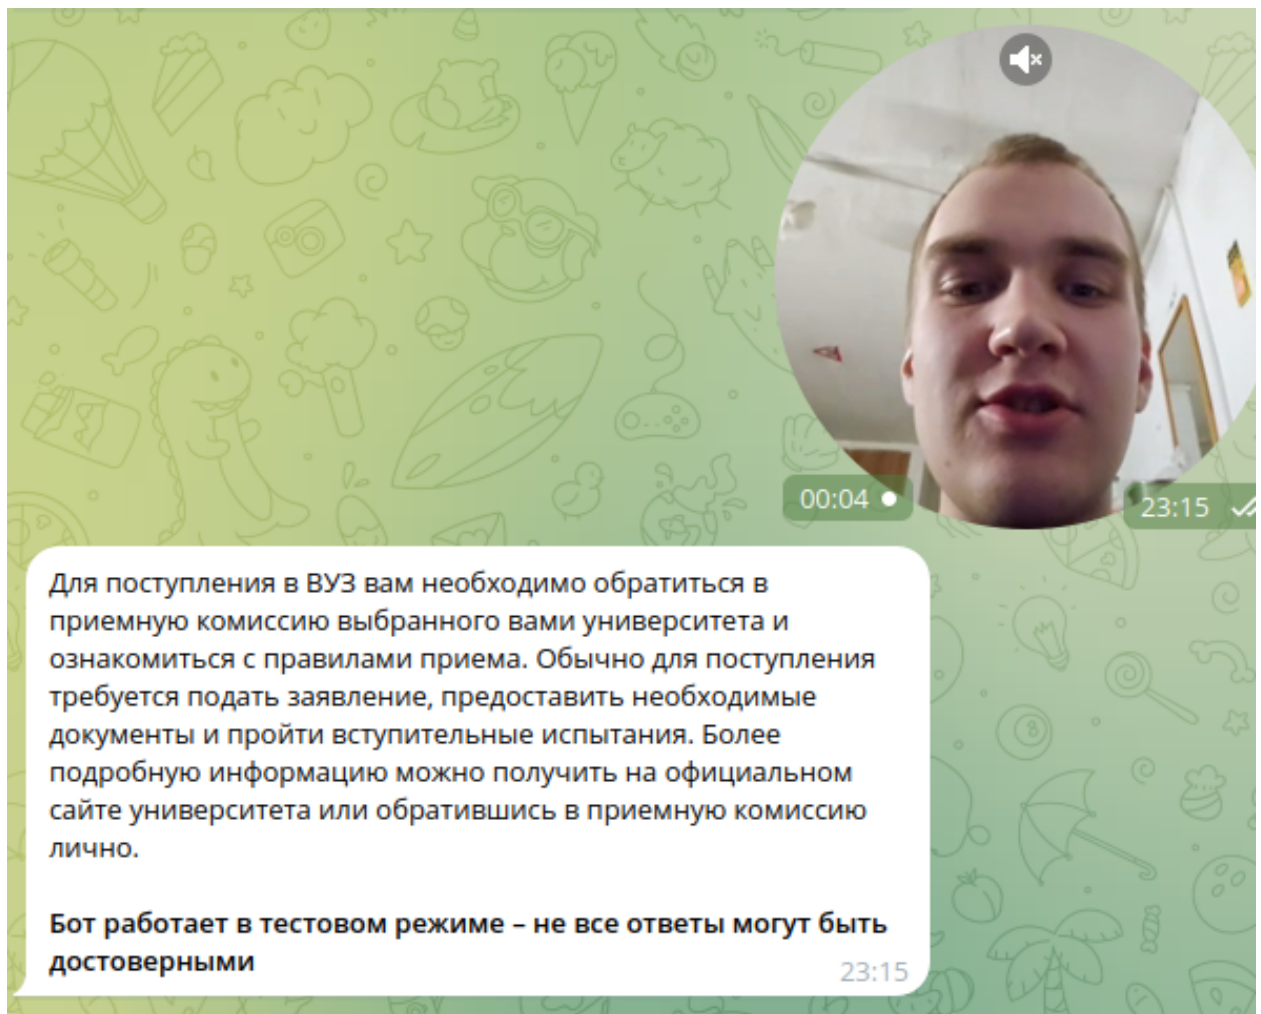 00:04
23:15
Для поступления в ВУЗ вам необходимо обратиться в
приемную комиссию выбранного вами университета и
ознакомиться с правилами приема. Обычно для поступления
требуется подать заявление, предоставить необходимые
документы и пройти вступительные испытания. Более
подробную информацию можно получить на официальном
сайте университета или обратившись в приемную комиссию
лично.
Бот работает в тестовом режиме – не все ответы могут быть
достоверными
23:15